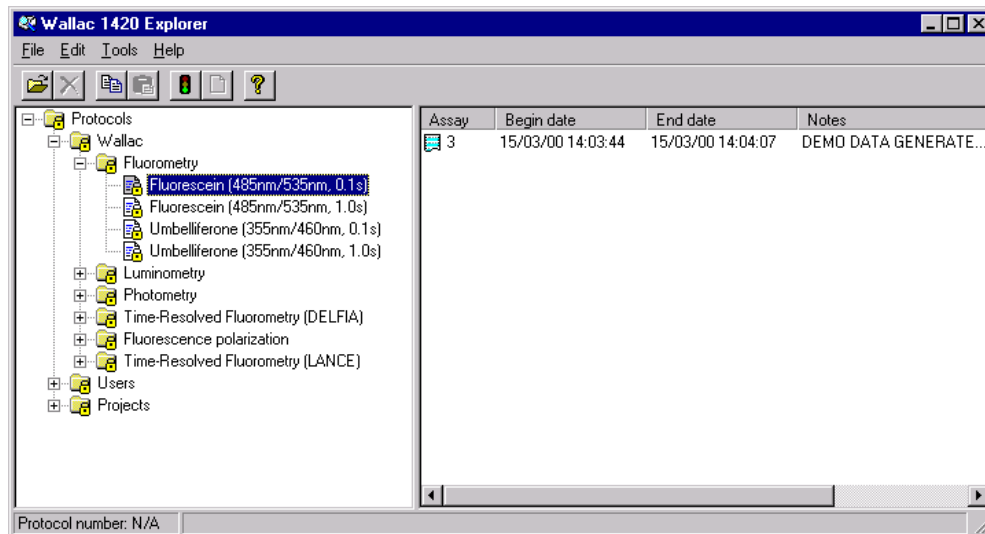 Wallac 1420 Explorer
File Edit Tools Help
Protocols
Wallac
Fluorometry
Fluorescein (485nm/535nm, 0.1s)
Fluorescein (485nm/535nm, 1.0s)
Umbelliferone (355nm/460nm, 0.1s)
Umbelliferone (355nm/460nm, 1.0s)
Luminometry
Photometry
Time-Resolved Fluorometry (DELFIA)
Fluorescence polarization
Time-Resolved Fluorometry (LANCE)
Users
Projects
Assay Begin date End date Notes
3 15/03/00 14:03:44 15/03/00 14:04:07 DEMO DATA GENERATE...
Protocol number: N/A